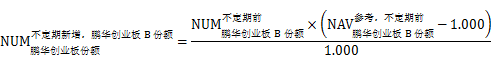 NUM不定期新增，鹏华创业板 B 份额
鹏华创业板份额
=
NUM不定期前
鹏华创业板 B 份额
×(NAV参考，不定期前
鹏华创业板 B 份额
−1.000)
1.000